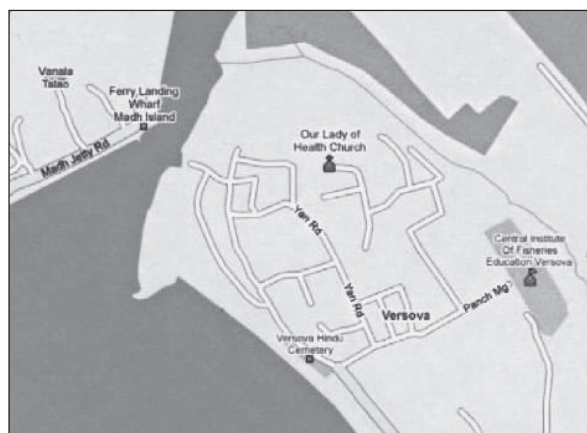 Vanala
Talao
Ferry Landing
Wharf
Madh Island
Madh Jetty Rd
Our Lady of
Health Church
Yari Rd
Central Institute
Of Fisheries
Education Versova
Yari Rd
Panch Mg
Versova
Versova Hindu
Cemetery